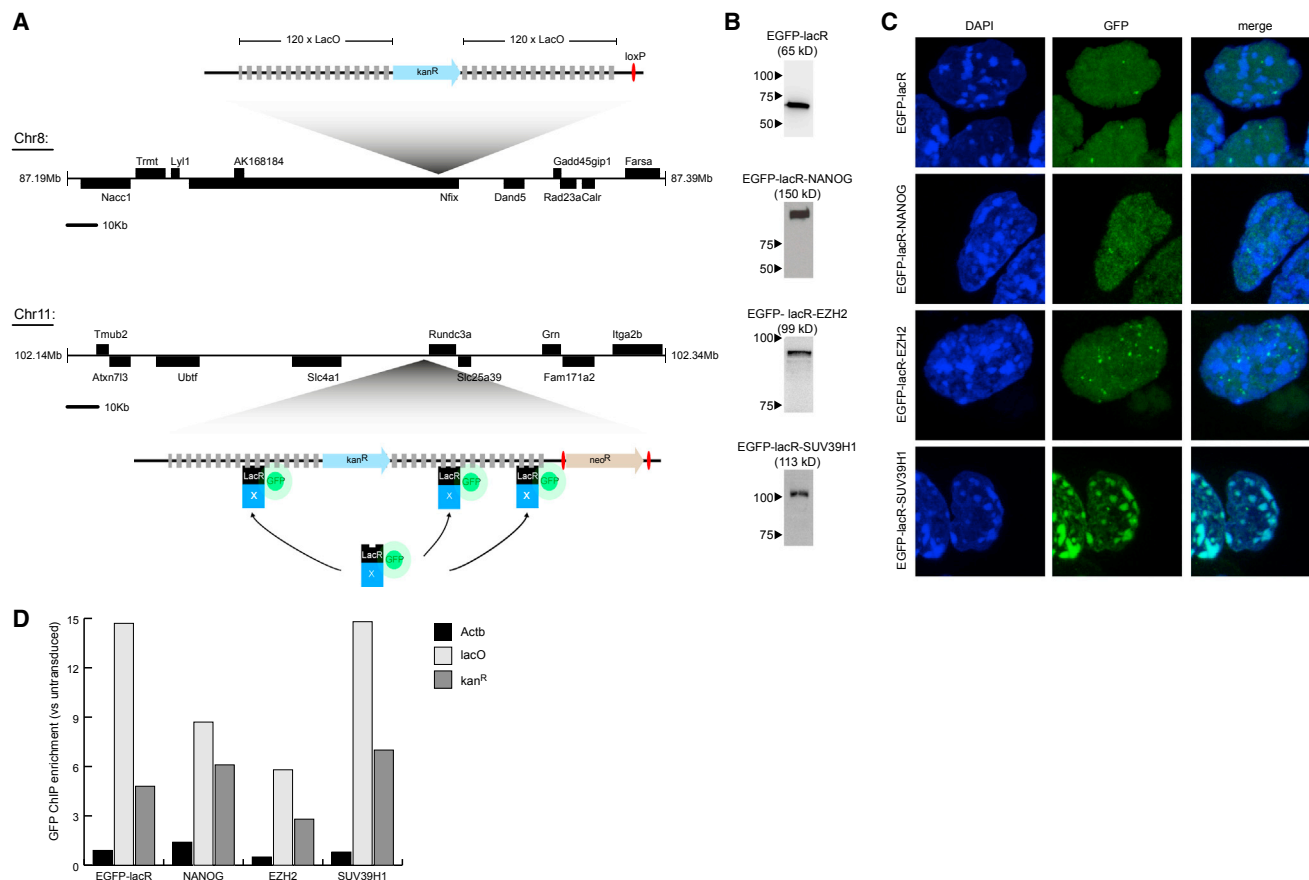 A
120 x LacO
120 x LacO
loxP
kanR
Chr8:
Trmt
Lyl1
AK168184
Gadd45gip1
Farsa
87.19Mb
87.39Mb
Nacc1
Nfix
Dand5
Rad23a
Calr
10Kb
Chr11:
Tmub2
Rundc3a
Grn
Itga2b
102.14Mb
102.34Mb
Atxn7l3
Ubtf
Slc4a1
Slc25a39
Fam171a2
10Kb
kanR
neoR
LacR
GFP
X
LacR
GFP
X
LacR
GFP
X
LacR
GFP
X
B
EGFP-lacR
(65 kD)
100
75
50
EGFP-lacR-NANOG
(150 kD)
75
50
EGFP- lacR-EZH2
(99 kD)
100
75
EGFP-lacR-SUV39H1
(113 kD)
100
75
C
DAPI
GFP
merge
EGFP-lacR
EGFP-lacR-NANOG
EGFP-lacR-EZH2
EGFP-lacR-SUV39H1
D
GFP ChIP enrichment (vs untransduced)
15
12
9
6
3
0
EGFP-lacR
NANOG
EZH2
SUV39H1
Actb
lacO
kanR